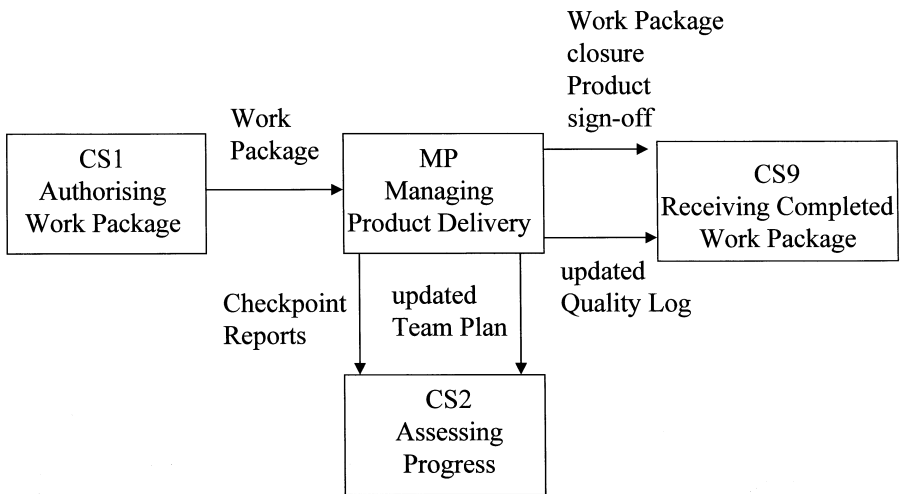 Work Package
closure
Product
sign-off
Work
Package
CS1
Authorising
Work Package
MP
Managing
Product Delivery
CS9
Receiving Completed
Work Package
Checkpoint
Reports
updated
Team Plan
updated
Quality Log
CS2
Assessing
Progress